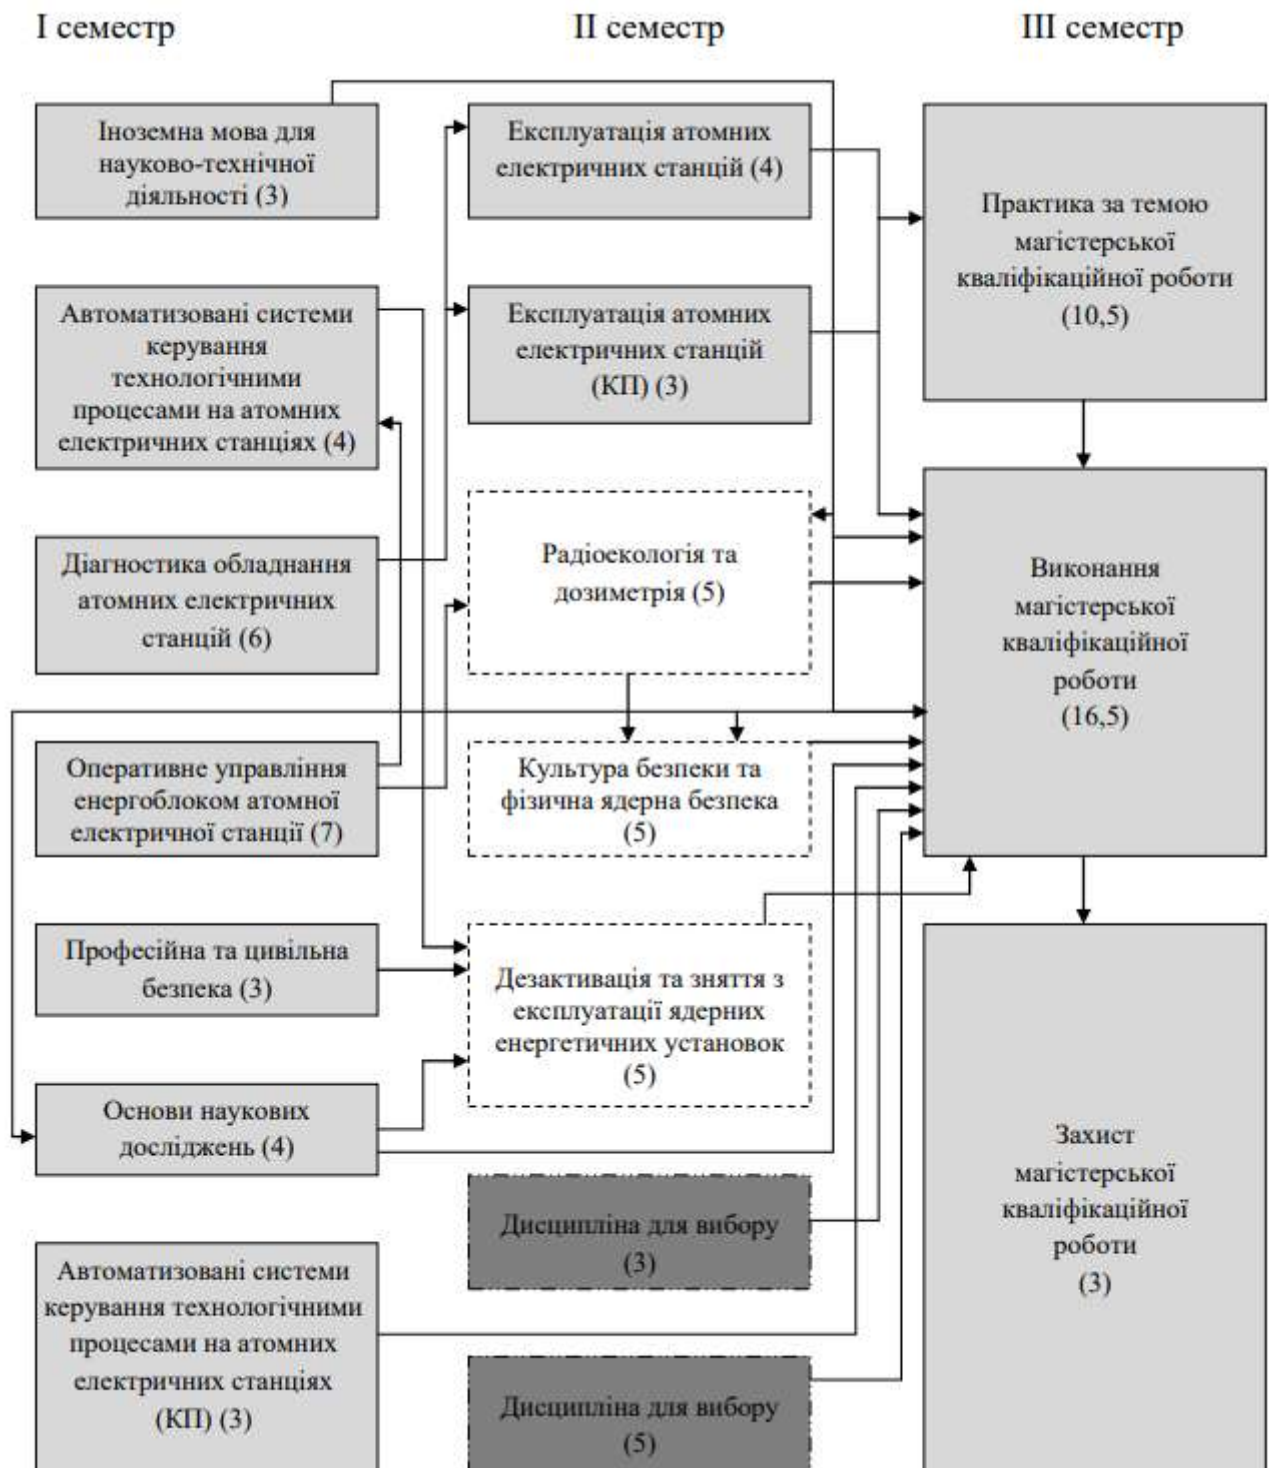 I семестр
II семестр
III семестр
Іноземна мова для
науково-технічної
діяльності (3)
Автоматизовані системи
керування
технологічними
процесами на атомних
електричних станціях (4)
Діагностика обладнання
атомних електричних
станцій (6)
Оперативне управління
енергоблоком атомної
електричної станції (7)
Професійна та цивільна
безпека (3)
Основи наукових
досліджень (4)
Автоматизовані системи
керування технологічними
процесами на атомних
електричних станціях
(КП) (3)
Експлуатація атомних
електричних станцій (4)
Експлуатація атомних
електричних станцій
(КП) (3)
Радіоекологія та
дозиметрія (5)
Культура безпеки та
фізична ядерна безпека
(5)
Дезактивація та зняття з
експлуатації ядерних
енергетичних установок
(5)
Дисципліна для вибору
(3)
Дисципліна для вибору
(5)
Практика за темою
магістерської
кваліфікаційної роботи
(10,5)
Виконання
магістерської
кваліфікаційної
роботи
(16,5)
Захист
магістерської
кваліфікаційної
роботи
(3)